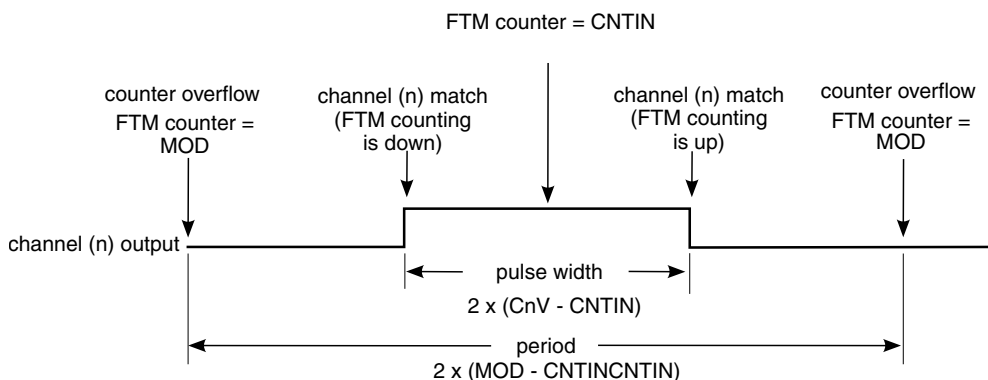 FTM counter = CNTIN
counter overflow
FTM counter =
MOD
channel (n) match
(FTM counting
is down)
channel (n) match
(FTM counting
is up)
counter overflow
FTM counter =
MOD
channel (n) output
pulse width
2 x (CnV - CNTIN)
period
2 x (MOD - CNTINCNTIN)